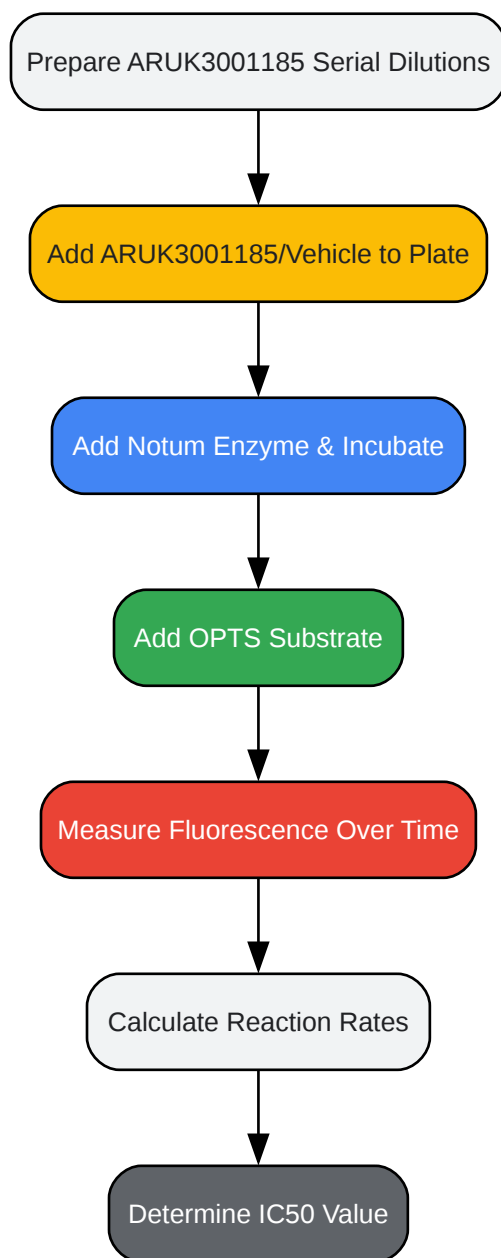 Prepare ARUK3001185 Serial Dilutions
Add ARUK3001185/Vehicle to Plate
Add Notum Enzyme & Incubate
Add OPTS Substrate
Measure Fluorescence Over Time
Calculate Reaction Rates
Determine IC50 Value